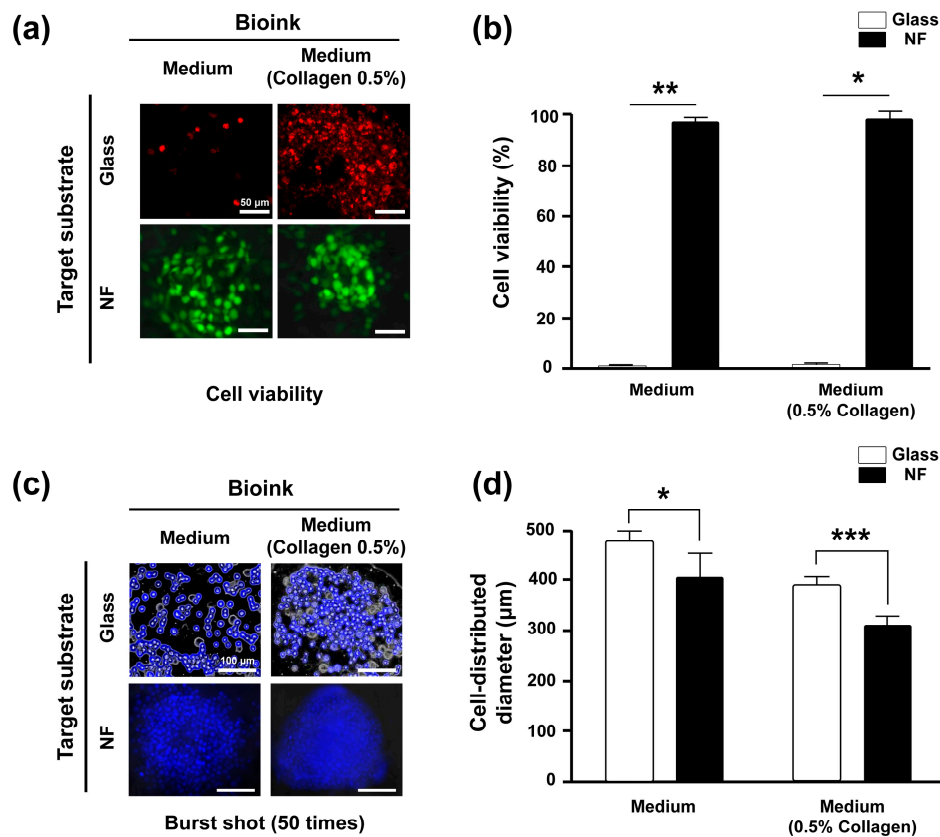 (a)
Bioink
Medium
Medium
(Collagen 0.5%)
Target substrate
Glass
NF
50 µm
Cell viability
(b)
Glass
NF
**
*
Cell viaibility (%)
100
80
60
40
20
0
Medium
Medium
(0.5% Collagen)
(c)
Bioink
Medium
Medium
(Collagen 0.5%)
Target substrate
Glass
NF
100 µm
Burst shot (50 times)
(d)
Glass
NF
*
***
Cell-distributed
diameter (µm)
500
400
300
200
100
0
Medium
Medium
(0.5% Collagen)